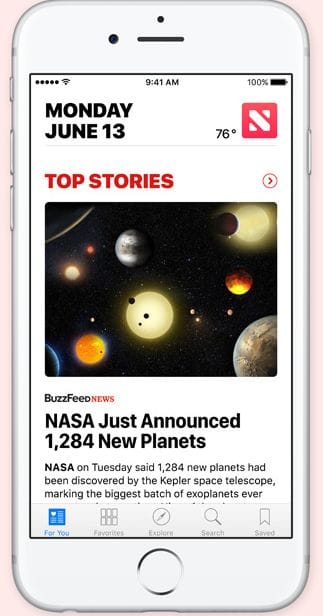 9:41 AM
100%
MONDAY
JUNE 13
76°
TOP STORIES
BuzzFeed NEWS
NASA Just Announced
1,284 New Planets
NASA on Tuesday said 1,284 new planets had
been discovered by the Kepler space telescope,
marking the biggest batch of exoplanets ever
For You
Favorites
Explore
Search
Saved